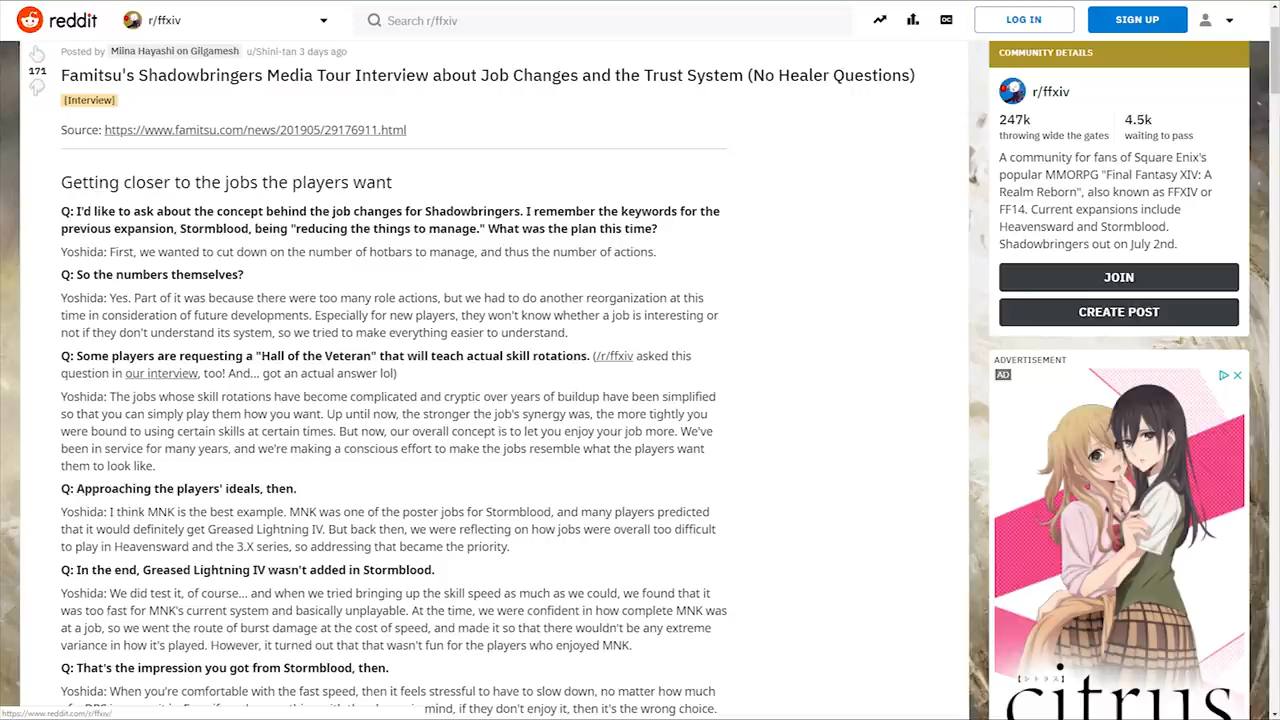 reddit
r/ffxiv
Search r/ffxiv
LOG IN
SIGN UP
Posted by Miina Hayashi on Gilgamesh u/Shini-tan 3 days ago
171
Famitsu's Shadowbringers Media Tour Interview about Job Changes and the Trust System (No Healer Questions)
[Interview]
Source: https://www.famitsu.com/news/201905/29176911.html
Getting closer to the jobs the players want
Q: I'd like to ask about the concept behind the job changes for Shadowbringers. I remember the keywords for the
previous expansion, Stormblood, being "reducing the things to manage." What was the plan this time?
Yoshida: First, we wanted to cut down on the number of hotbars to manage, and thus the number of actions.
Q: So the numbers themselves?
Yoshida: Yes. Part of it was because there were too many role actions, but we had to do another reorganization at this
time in consideration of future developments. Especially for new players, they won't know whether a job is interesting or
not if they don't understand its system, so we tried to make everything easier to understand.
Q: Some players are requesting a "Hall of the Veteran" that will teach actual skill rotations. (/r/ffxiv asked this
question in our interview, too! And... got an actual answer lol)
Yoshida: The jobs whose skill rotations have become complicated and cryptic over years of buildup have been simplified
so that you can simply play them how you want. Up until now, the stronger the job's synergy was, the more tightly you
were bound to using certain skills at certain times. But now, our overall concept is to let you enjoy your job more. We've
been in service for many years, and we're making a conscious effort to make the jobs resemble what the players want
them to look like.
Q: Approaching the players' ideals, then.
Yoshida: I think MNK is the best example. MNK was one of the poster jobs for Stormblood, and many players predicted
that it would definitely get Greased Lightning IV. But back then, we were reflecting on how jobs were overall too difficult
to play in Heavensward and the 3.X series, so addressing that became the priority.
Q: In the end, Greased Lightning IV wasn't added in Stormblood.
Yoshida: We did test it, of course... and when we tried bringing up the skill speed as much as we could, we found that it
was too fast for MNK's current system and basically unplayable. At the time, we were confident in how complete MNK was
as a job, so we went the route of burst damage at the cost of speed, and made it so that there wouldn't be any extreme
variance in how it's played. However, it turned out that that wasn't fun for the players who enjoyed MNK.
Q: That's the impression you got from Stormblood, then.
Yoshida: When you're comfortable with the fast speed, then it feels stressful to have to slow down, no matter how much
mind, if they don't enjoy it, then it's the wrong choice.
https://www.reddit.com/r/ffxiv/
COMMUNITY DETAILS
r/ffxiv
247k
4.5k
throwing wide the gates
waiting to pass
A community for fans of Square Enix's
popular MMORPG "Final Fantasy XIV: A
Realm Reborn", also known as FFXIV or
FF14. Current expansions include
Heavensward and Stormblood.
Shadowbringers out on July 2nd.
JOIN
CREATE POST
ADVERTISEMENT
AD
【シトラス】
citrus